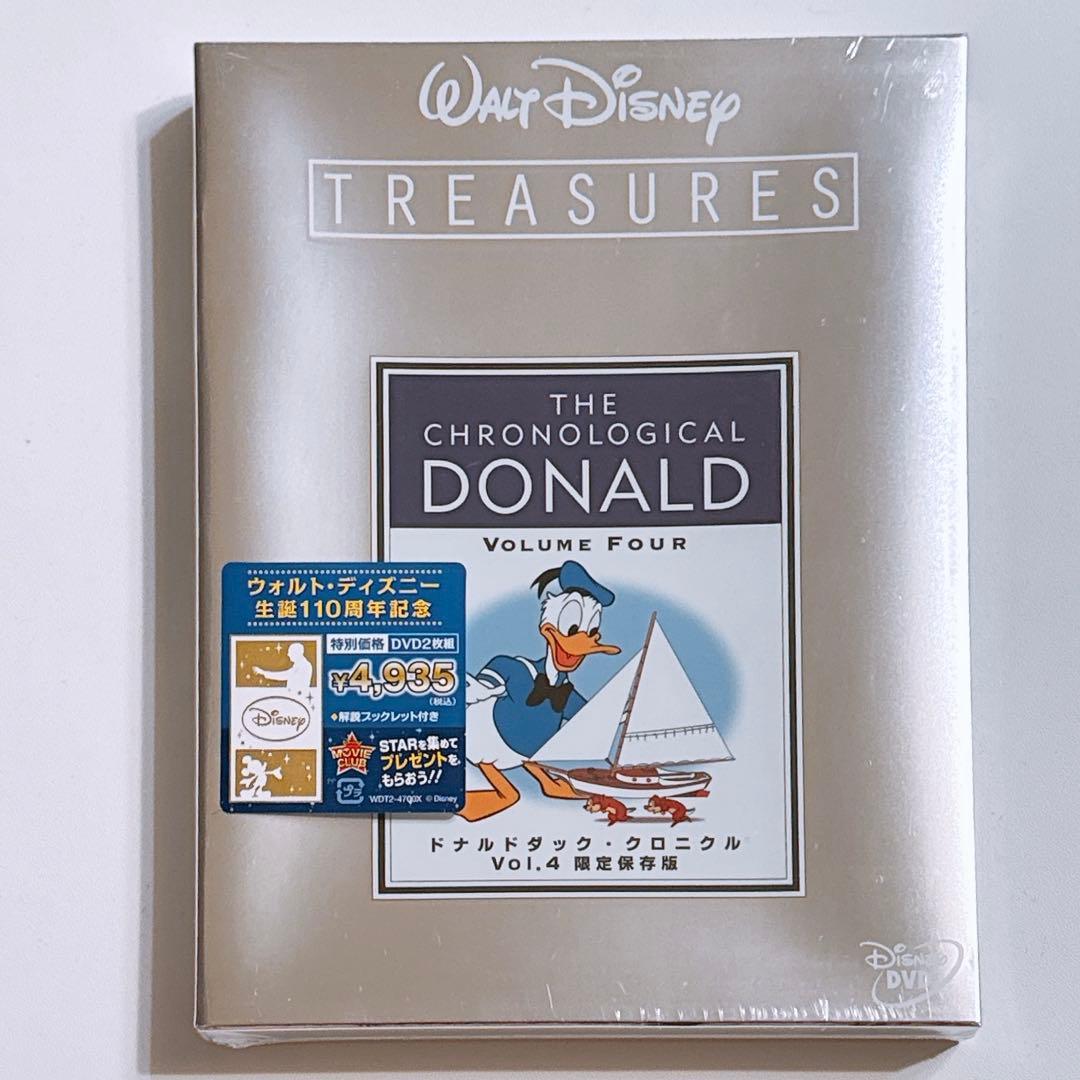 WALT DISNEY
TREASURES
THE
CHRONOLOGICAL
DONALD
VOLUME FOUR
ウォルト・ディズニー
生誕110周年記念
特別価格 DVD2枚組
¥4,935
(税込)
◆解説ブックレット付き
Disney
MOVIE
CLUB
STARを集めて
プレゼントを
もらおう!!
プラ
WDT2-4700X ©Disney
ドナルドダック・クロニクル
Vol.4 限定保存版
DISNEY
DVD